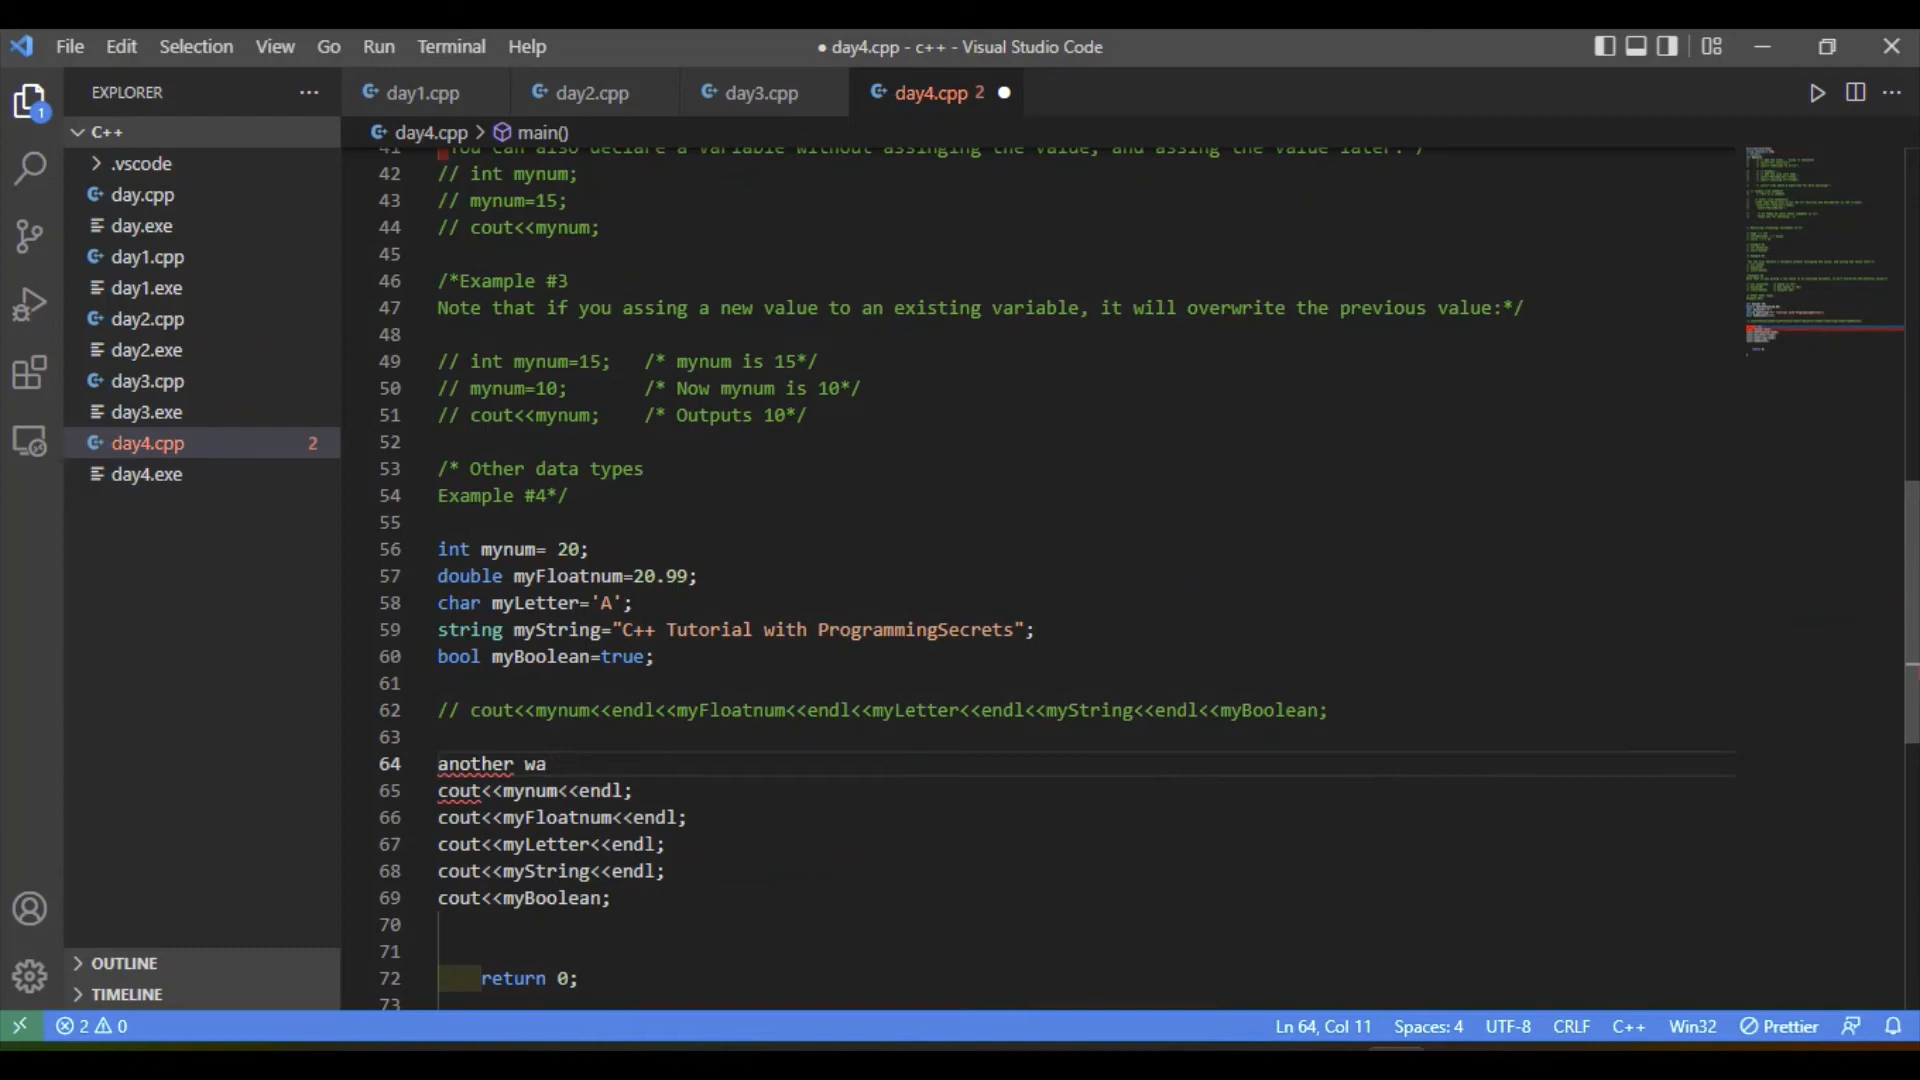 File Edit Selection View Go Run Terminal Help
● day4.cpp - c++ - Visual Studio Code
EXPLORER
day1.cpp day2.cpp day3.cpp day4.cpp 2
C++
day4.cpp > main()
.vscode
day.cpp
day.exe
day1.cpp
day1.exe
day2.cpp
day2.exe
day3.cpp
day3.exe
day4.cpp 2
day4.exe
OUTLINE
TIMELINE
41 You can also declare a variable without assinging the value, and assing the value later.*/
42 // int mynum;
43 // mynum=15;
44 // cout<<mynum;
45
46 /*Example #3
47 Note that if you assing a new value to an existing variable, it will overwrite the previous value:*/
48
49 // int mynum=15; /* mynum is 15*/
50 // mynum=10; /* Now mynum is 10*/
51 // cout<<mynum; /* Outputs 10*/
52
53 /* Other data types
54 Example #4*/
55
56 int mynum= 20;
57 double myFloatnum=20.99;
58 char myLetter='A';
59 string myString="C++ Tutorial with ProgrammingSecrets";
60 bool myBoolean=true;
61
62 // cout<<mynum<<endl<<myFloatnum<<endl<<myLetter<<endl<<myString<<endl<<myBoolean;
63
64 another wa
65 cout<<mynum<<endl;
66 cout<<myFloatnum<<endl;
67 cout<<myLetter<<endl;
68 cout<<myString<<endl;
69 cout<<myBoolean;
70
71
72 return 0;
73
1
2 0
Ln 64, Col 11 Spaces: 4 UTF-8 CRLF C++ Win32 Prettier